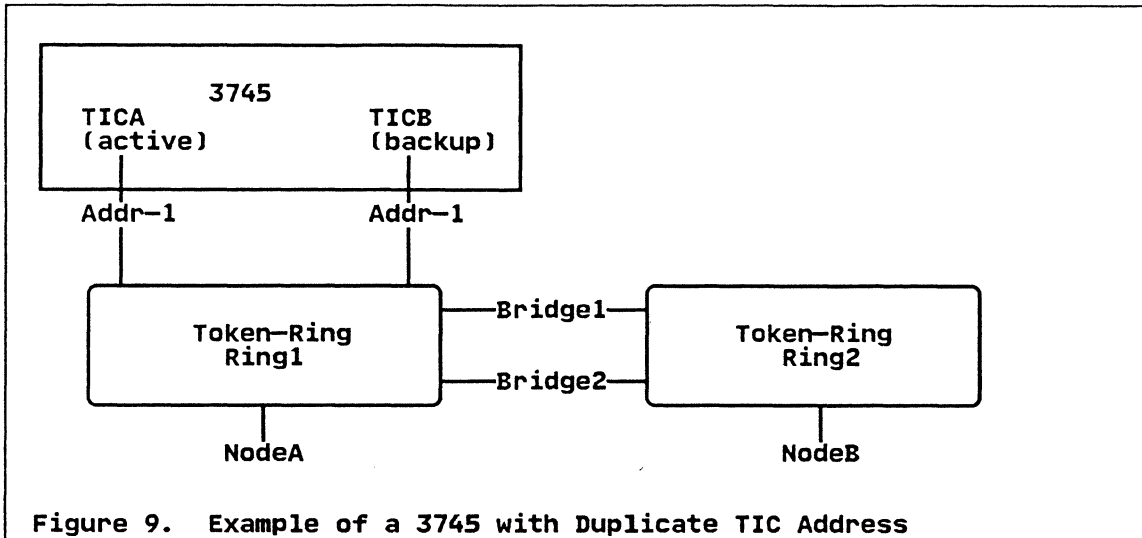 3745
TICA TICB
(active) (backup)
Addr-1 Addr-1
Bridge1
Token-Ring Token-Ring
Ring1 Ring2
Bridge2
NodeA NodeB
Figure 9. Example of a 3745 with Duplicate TIC Address